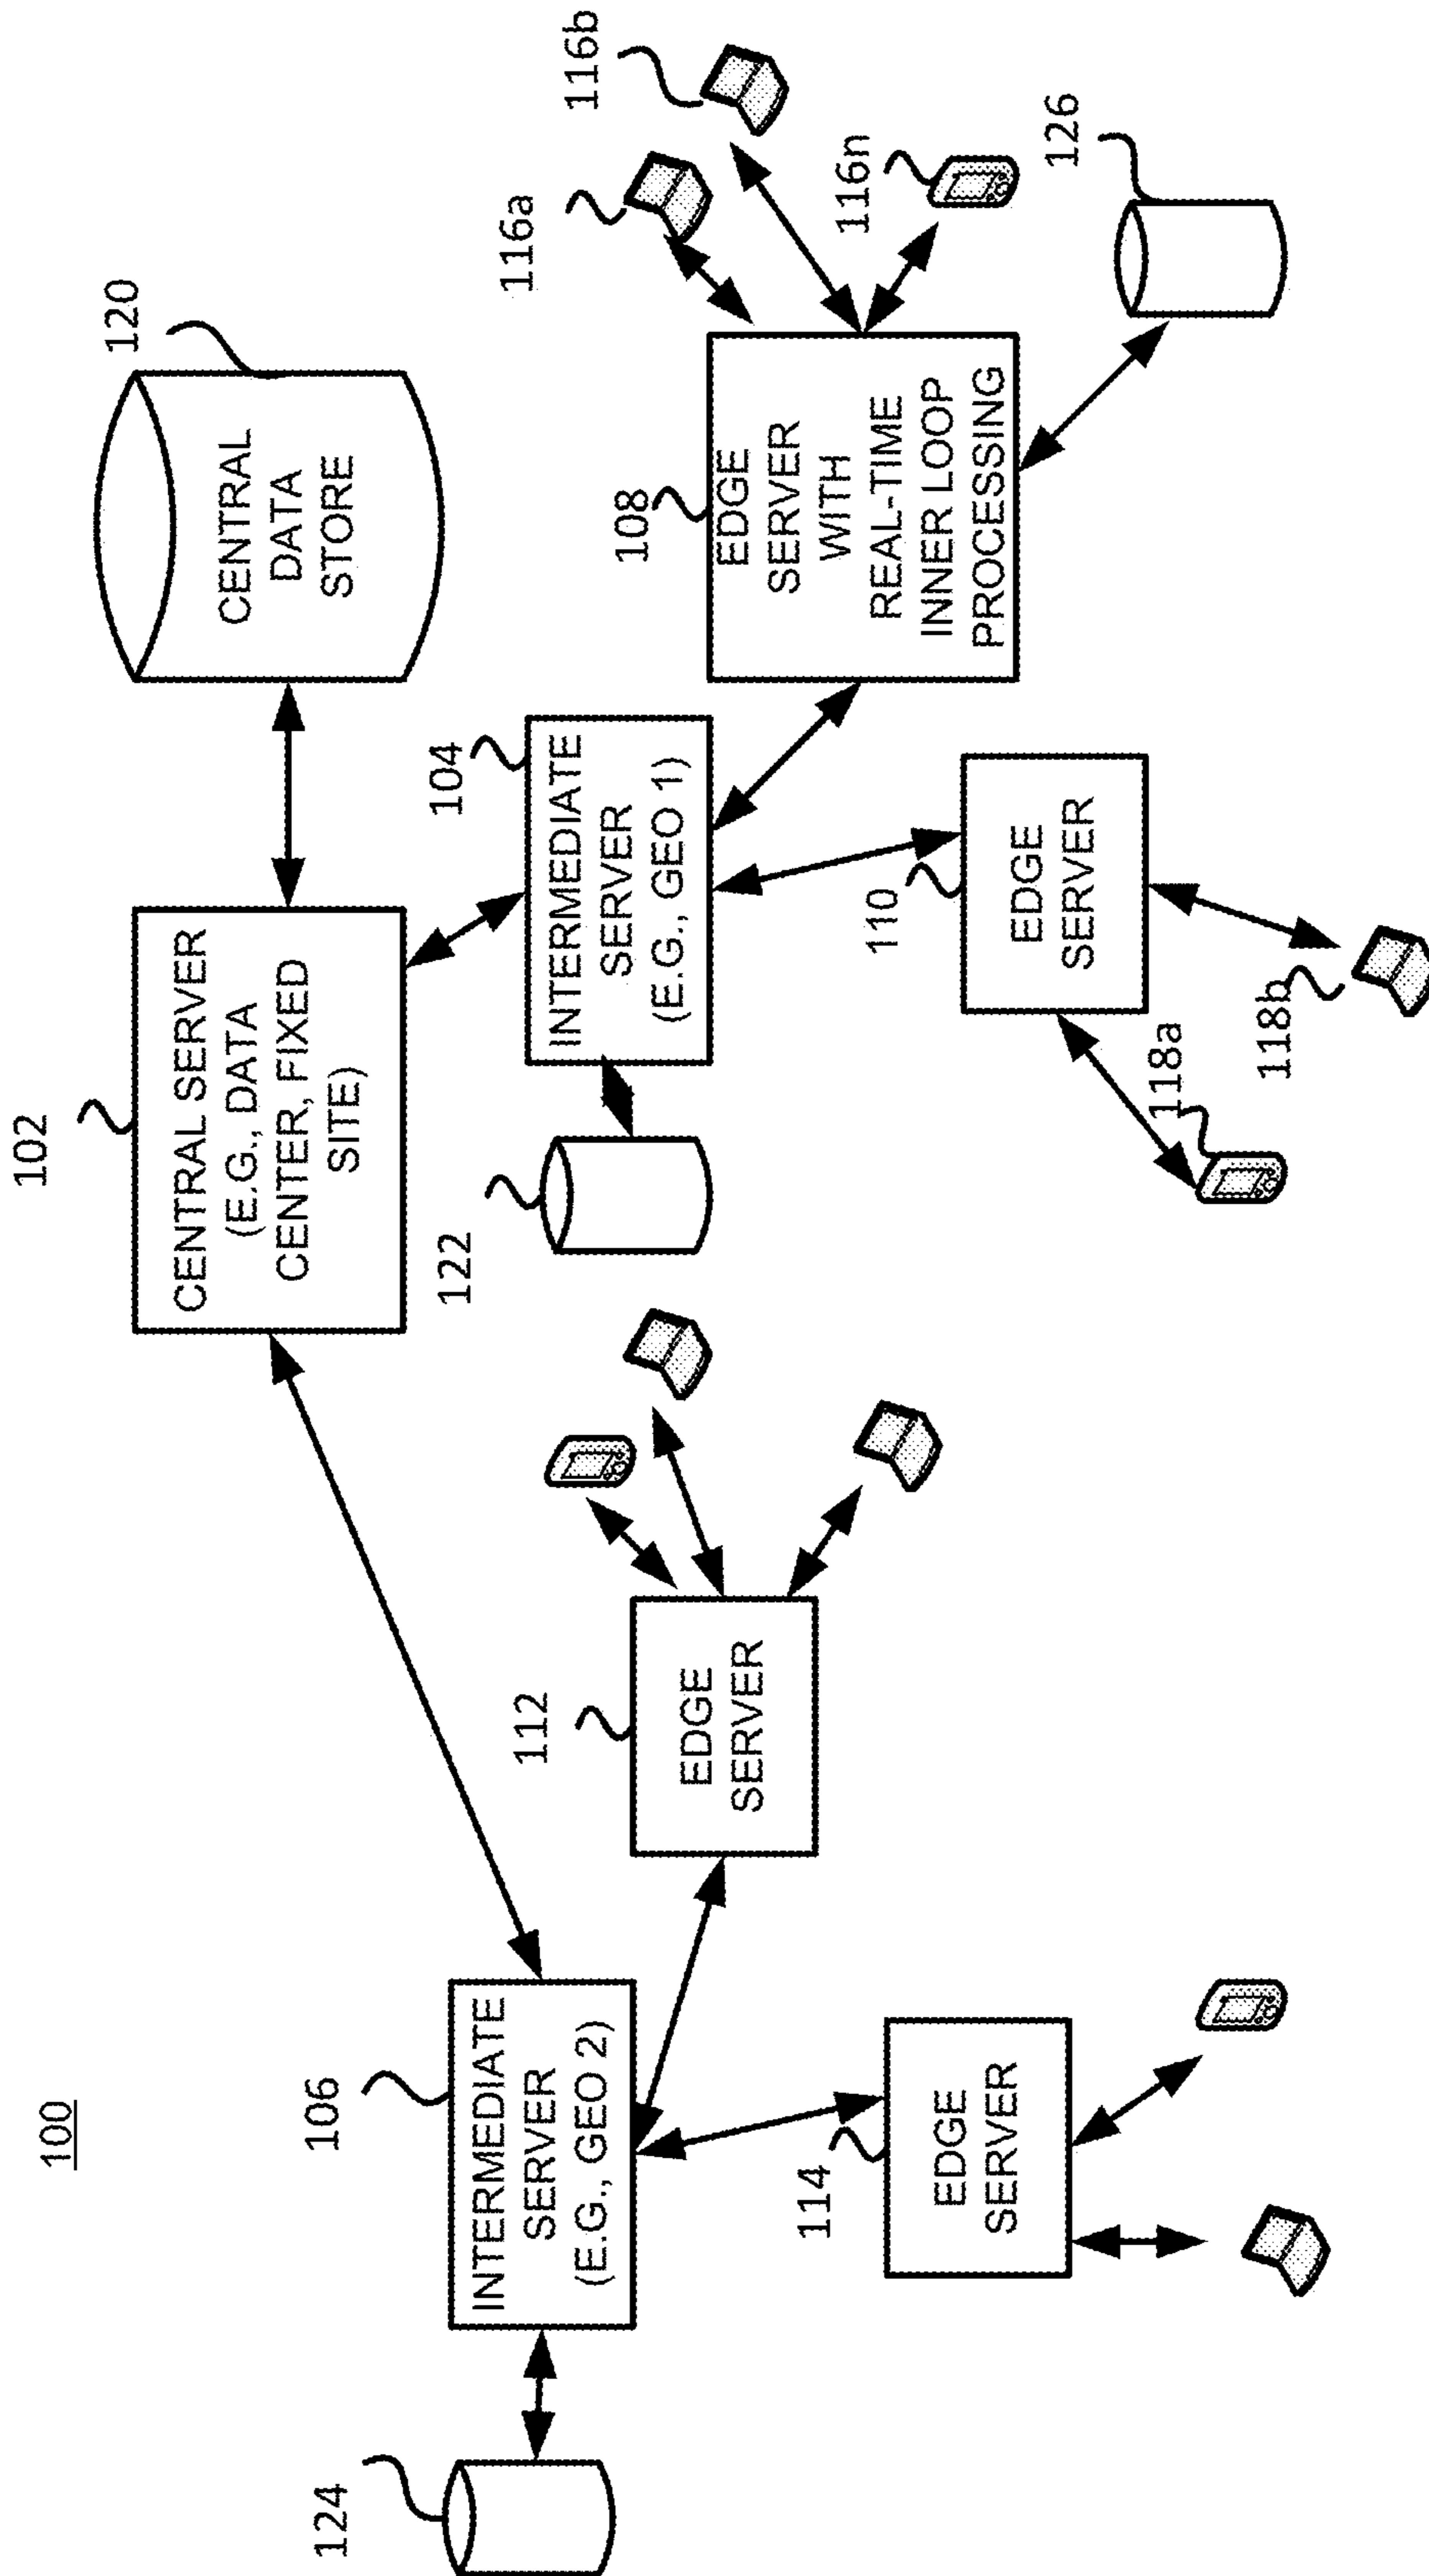 100
102
CENTRAL SERVER
(E.G., DATA
CENTER, FIXED
SITE)
120
CENTRAL
DATA
STORE
106
INTERMEDIATE
SERVER
(E.G., GEO 2)
124
122
104
INTERMEDIATE
SERVER
(E.G., GEO 1)
116a
116b
116n
112
EDGE
SERVER
108
EDGE
SERVER
WITH
REAL-TIME
INNER LOOP
PROCESSING
126
114
EDGE
SERVER
110
EDGE
SERVER
118a
118b